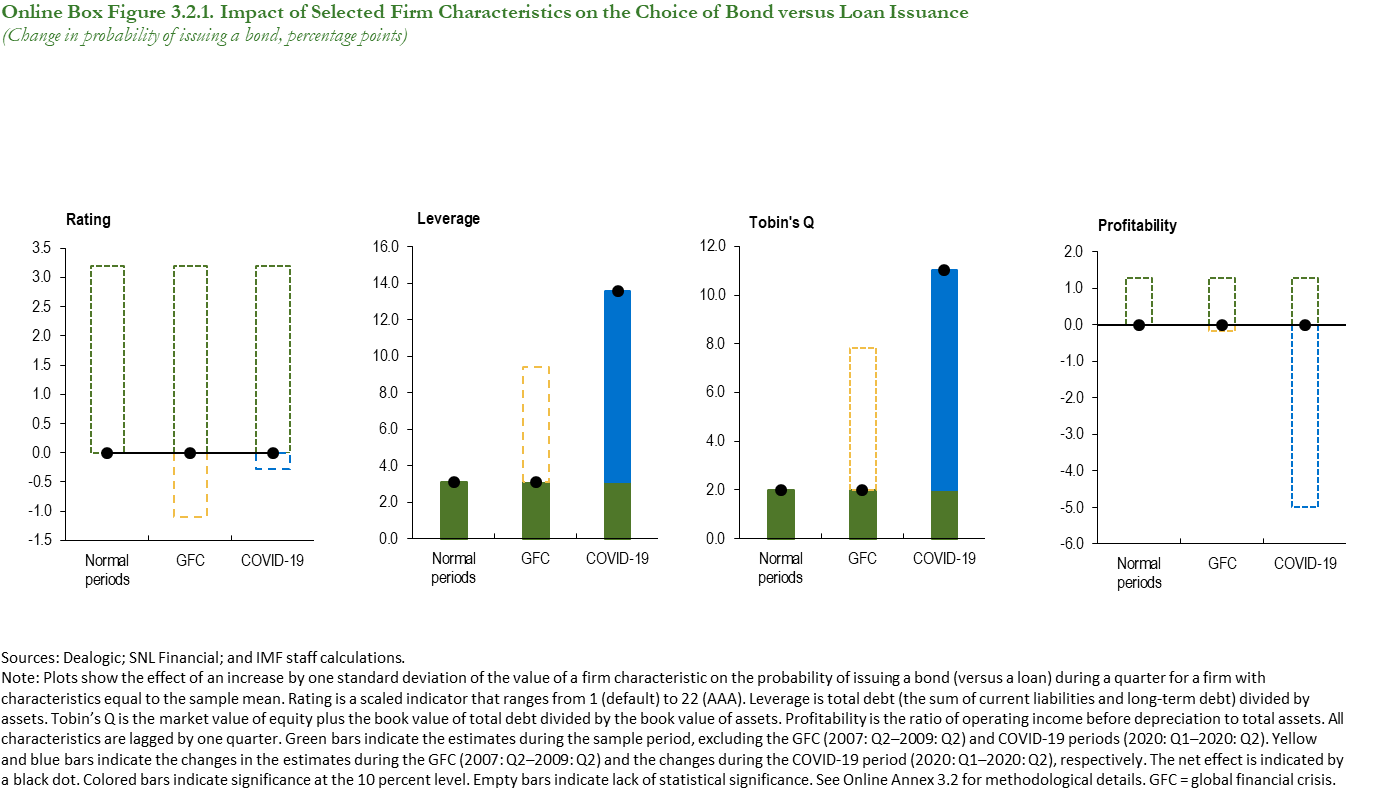 Online Box Figure 3.2.1. Impact of Selected Firm Characteristics on the Choice of Bond versus Loan Issuance
(Change in probability of issuing a bond, percentage points)
Rating
3.5
3.0
2.5
2.0
1.5
1.0
0.5
0.0
-0.5
-1.0
-1.5
Normal
periods
GFC
COVID-19
Leverage
16.0
14.0
12.0
10.0
8.0
6.0
4.0
2.0
0.0
Normal
periods
GFC
COVID-19
Tobin's Q
12.0
10.0
8.0
6.0
4.0
2.0
0.0
Normal
periods
GFC
COVID-19
Profitability
2.0
1.0
0.0
-1.0
-2.0
-3.0
-4.0
-5.0
-6.0
Normal
periods
GFC
COVID-19
Sources: Dealogic; SNL Financial; and IMF staff calculations.
Note: Plots show the effect of an increase by one standard deviation of the value of a firm characteristic on the probability of issuing a bond (versus a loan) during a quarter for a firm with
characteristics equal to the sample mean. Rating is a scaled indicator that ranges from 1 (default) to 22 (AAA). Leverage is total debt (the sum of current liabilities and long-term debt) divided by
assets. Tobin's Q is the market value of equity plus the book value of total debt divided by the book value of assets. Profitability is the ratio of operating income before depreciation to total assets. All
characteristics are lagged by one quarter. Green bars indicate the estimates during the sample period, excluding the GFC (2007: Q2–2009: Q2) and COVID-19 periods (2020: Q1–2020: Q2). Yellow
and blue bars indicate the changes in the estimates during the GFC (2007: Q2–2009: Q2) and the changes during the COVID-19 period (2020: Q1–2020: Q2), respectively. The net effect is indicated by
a black dot. Colored bars indicate significance at the 10 percent level. Empty bars indicate lack of statistical significance. See Online Annex 3.2 for methodological details. GFC = global financial crisis.